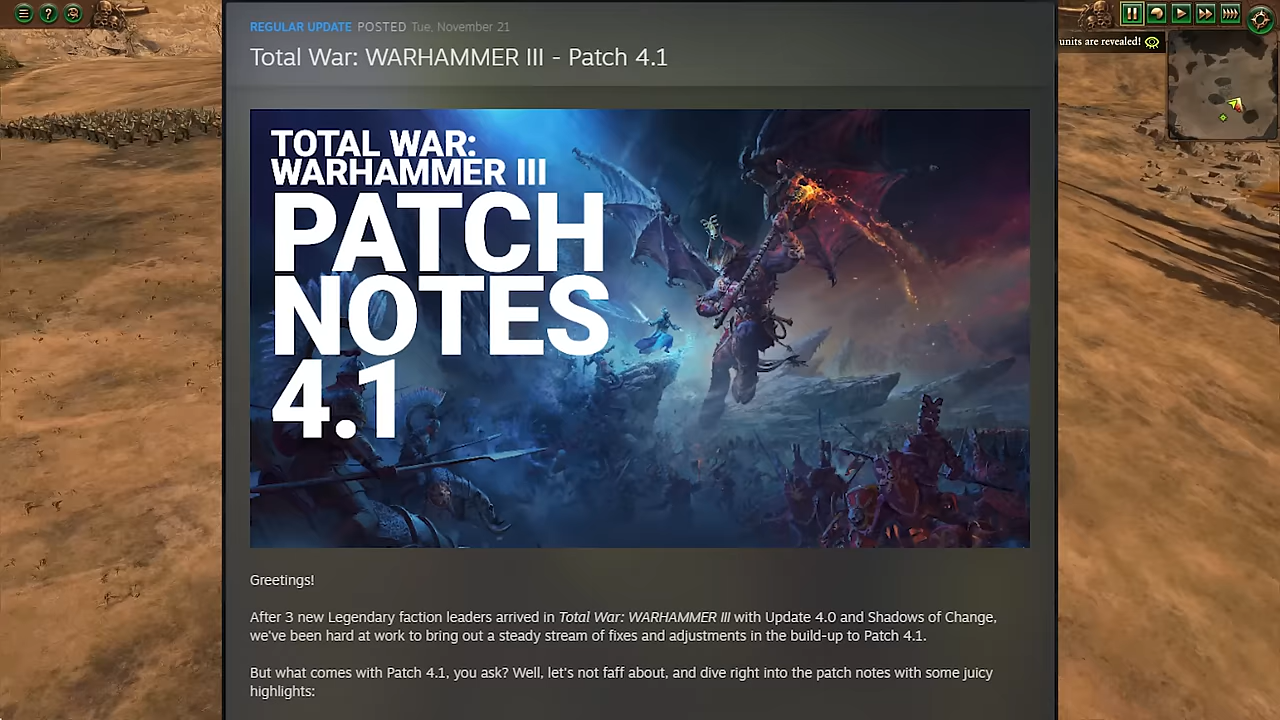 REGULAR UPDATE POSTED Tue, November 21
Total War: WARHAMMER III - Patch 4.1
units are revealed!
TOTAL WAR:
WARHAMMER III
PATCH
NOTES
4.1
Greetings!
After 3 new Legendary faction leaders arrived in Total War: WARHAMMER III with Update 4.0 and Shadows of Change,
we've been hard at work to bring out a steady stream of fixes and adjustments in the build-up to Patch 4.1.
But what comes with Patch 4.1, you ask? Well, let's not faff about, and dive right into the patch notes with some juicy
highlights: